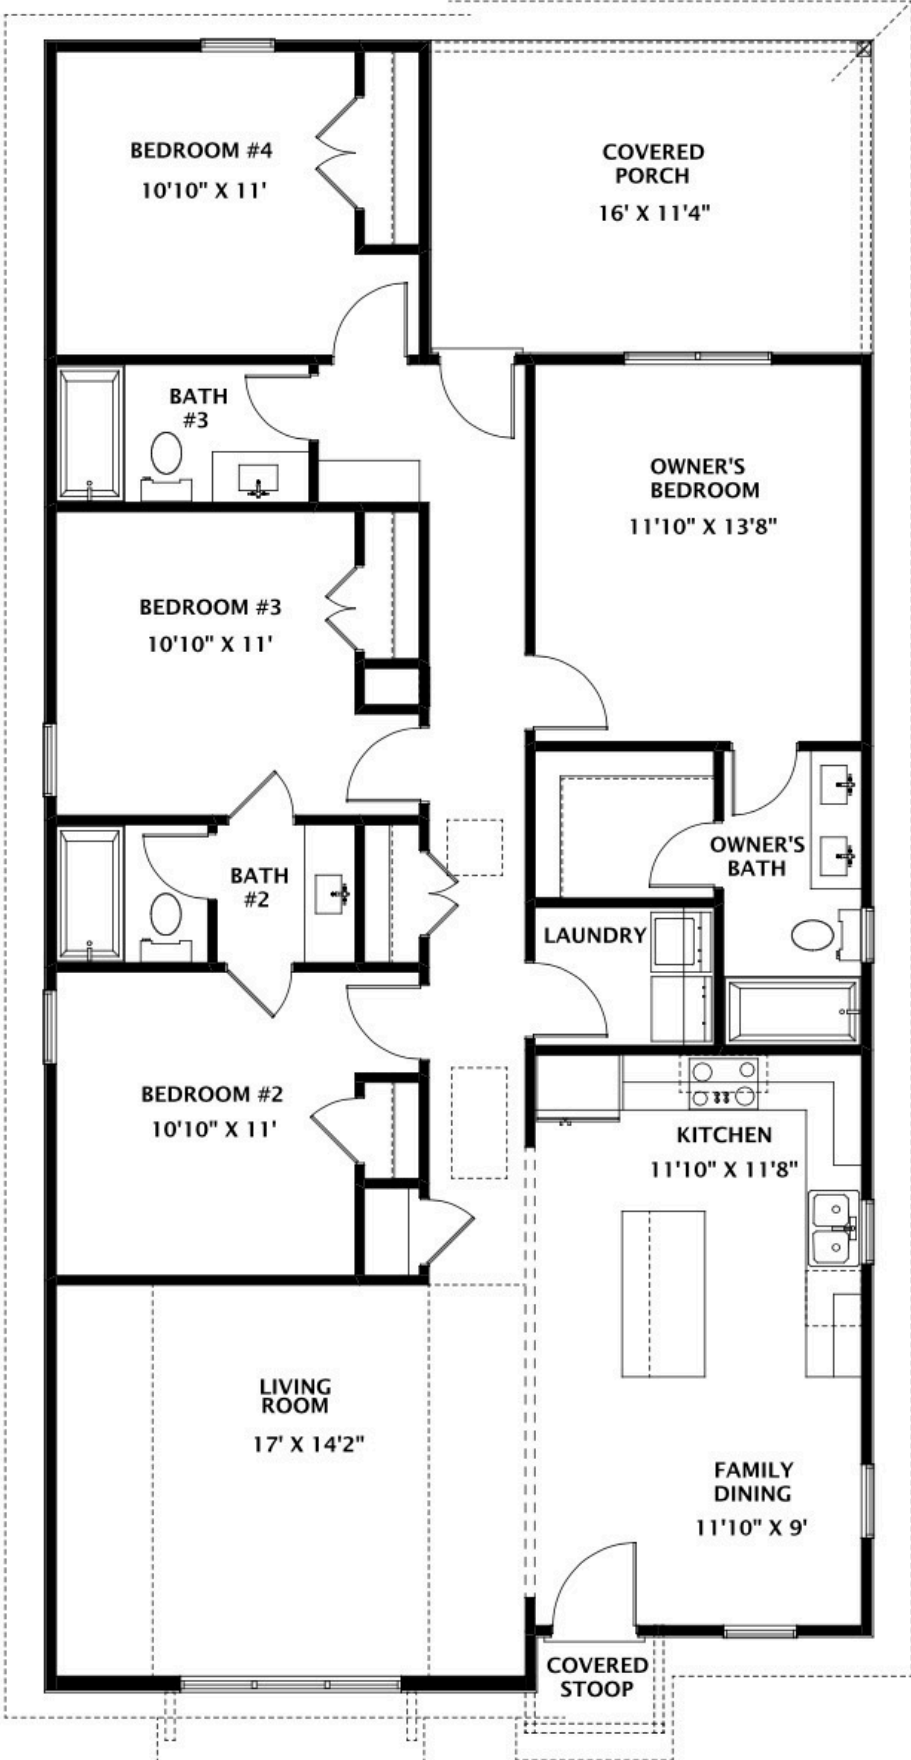 BEDROOM #4
10'10" X 11'
COVERED
PORCH
16' X 11'4"
BATH
#3
OWNER'S
BEDROOM
11'10" X 13'8"
BEDROOM #3
10'10" X 11'
OWNER'S
BATH
BATH
#2
LAUNDRY
BEDROOM #2
10'10" X 11'
KITCHEN
11'10" X 11'8"
LIVING
ROOM
17' X 14'2"
FAMILY
DINING
11'10" X 9'
COVERED
STOOP